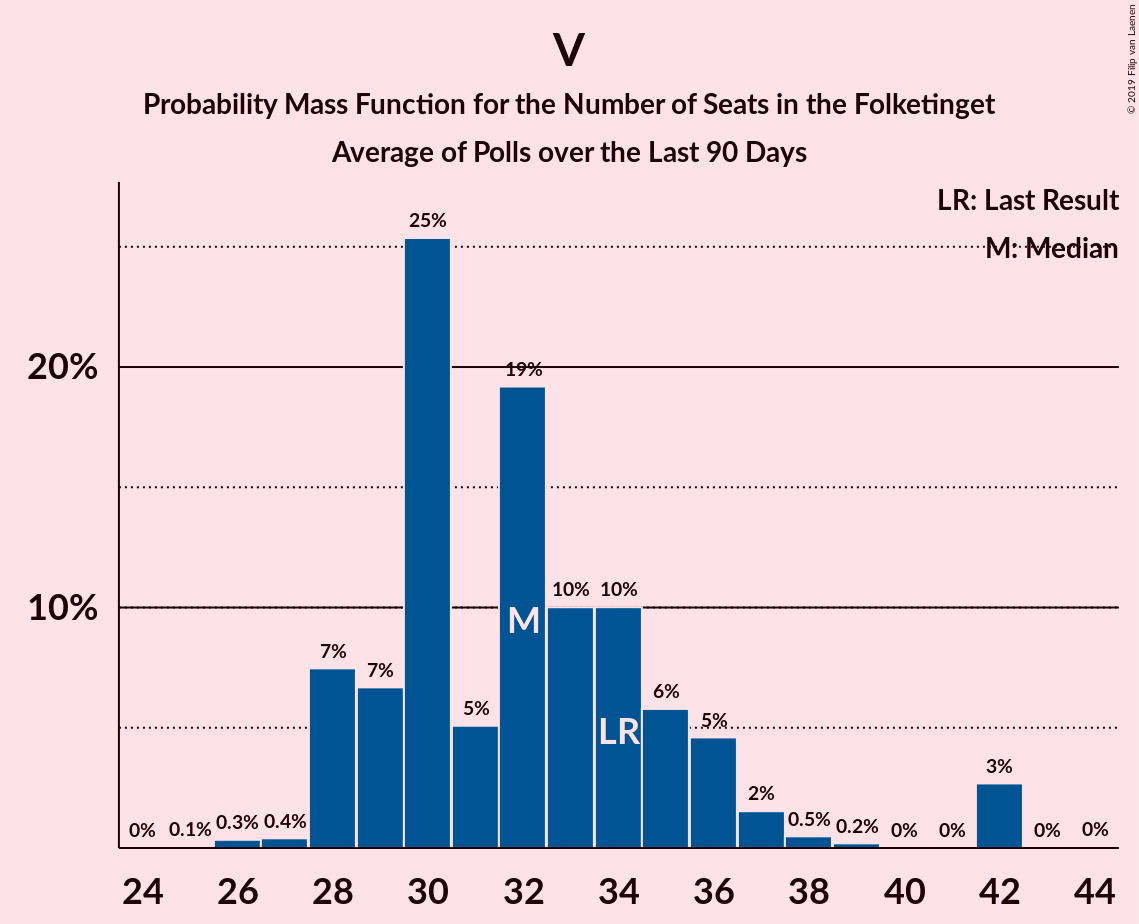 V
Probability Mass Function for the Number of Seats in the Folketinget
Average of Polls over the Last 90 Days
© 2019 Filip van Laenen
LR: Last Result
M: Median
20%
10%
0%
0.1%
0.3%
0.4%
7%
7%
25%
5%
19%
10%
10%
6%
5%
2%
0.5%
0.2%
0%
0%
3%
0%
0%
M
LR
24 26 28 30 32 34 36 38 40 42 44